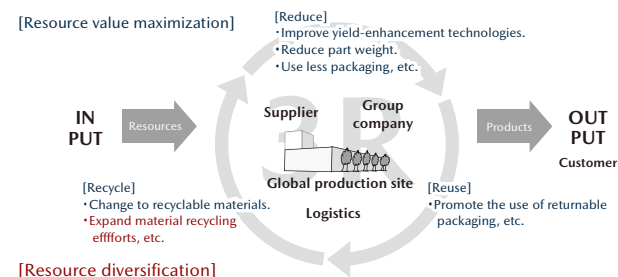 [Resource value maximization]
[Reduce]
・Improve yield-enhancement technologies.
・Reduce part weight.
・Use less packaging, etc.
3R
IN
PUT
Resources
Supplier
Group
company
Products
OUT
PUT
Customer
Global production site
Logistics
[Recycle]
・Change to recyclable materials.
・Expand material recycling
efffforts, etc.
[Reuse]
・Promote the use of returnable
packaging, etc.
[Resource diversification]